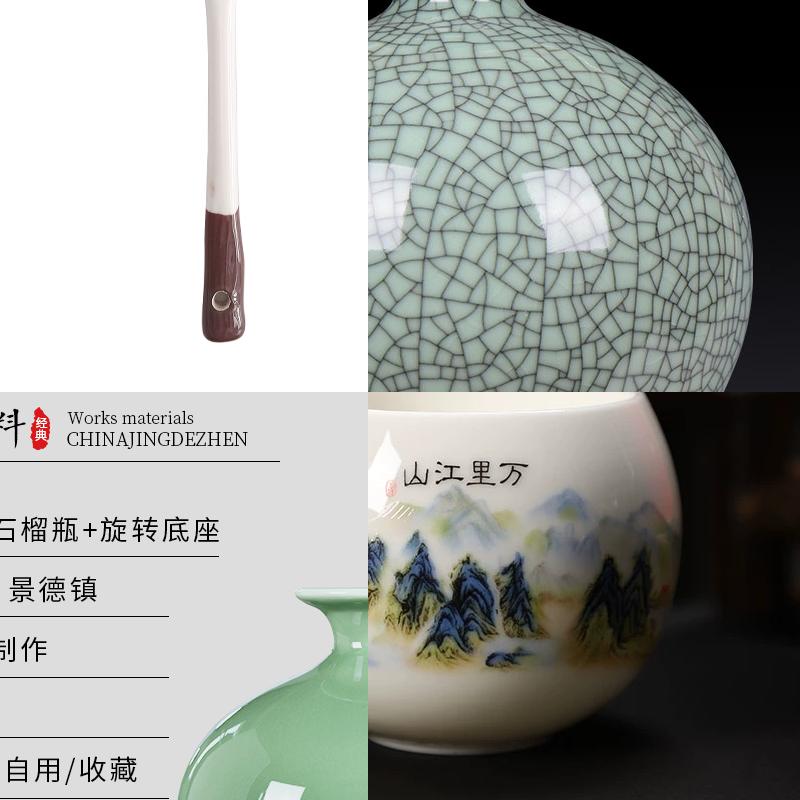 料
经典
Works materials
CHINAJINGDEZHEN
石榴瓶+旋转底座
景德镇
制作
自用/收藏
山江里万